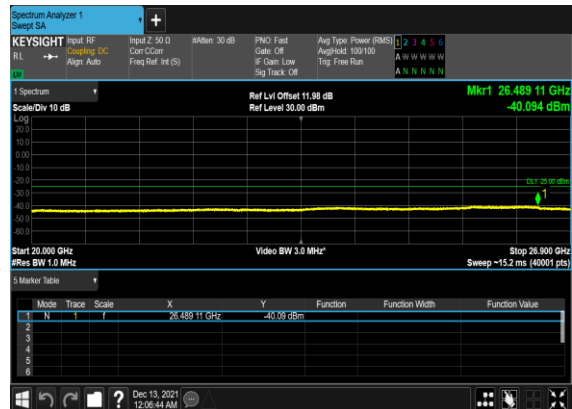 Spectrum Analyzer 1
Swept SA
+
KEYSIGHT Input: RF Input Z: 50 Ω #Atten: 30 dB PNO: Fast Avg Type: Power (RMS) 1 2 3 4 5 6
RL Coupling: DC Corr CCorr Gate: Off Avg|Hold: 100/100 A W W W W W
Align: Auto Freq Ref: Int (S) IF Gain: Low Trig: Free Run
LW Sig Track: Off A N N N N N
1 Spectrum Ref Lvl Offset 11.98 dB Mkr1 26.489 11 GHz
Scale/Div 10 dB Ref Level 30.00 dBm -40.094 dBm
Log
20.0
10.0
0.00
-10.0
-20.0 DL1 -25.00 dBm
-30.0 1
-40.0
-50.0
-60.0
Start 20.000 GHz Video BW 3.0 MHz* Stop 26.900 GHz
#Res BW 1.0 MHz Sweep ~15.2 ms (40001 pts)
5 Marker Table
Mode Trace Scale X Y Function Function Width Function Value
1 N 1 f 26.489 11 GHz -40.09 dBm
2
3
4
5
6
? Dec 13, 2021
12:06:44 AM